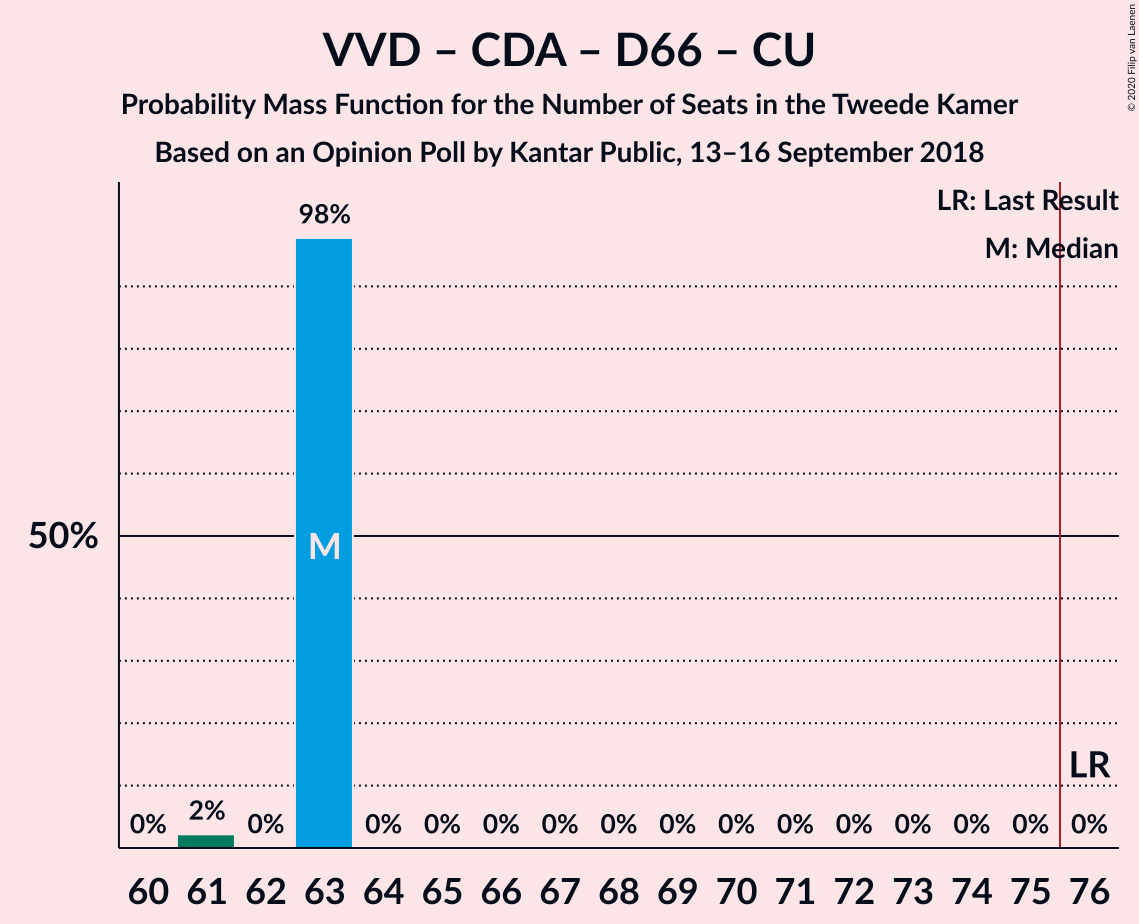 VVD – CDA – D66 – CU
Probability Mass Function for the Number of Seats in the Tweede Kamer
Based on an Opinion Poll by Kantar Public, 13–16 September 2018
© 2020 Filip van Laenen
LR: Last Result
M: Median
98%
50%
M
LR
0% 2% 0% 0% 0% 0% 0% 0% 0% 0% 0% 0% 0% 0% 0% 0%
60 61 62 63 64 65 66 67 68 69 70 71 72 73 74 75 76